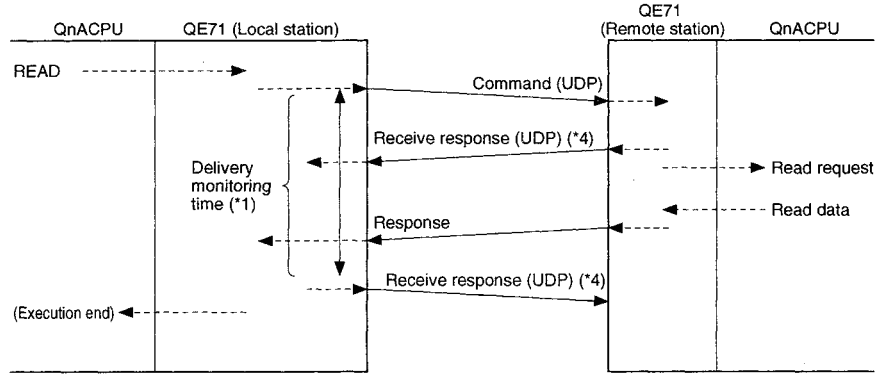 QE71
QnACPU QE71 (Local station) (Remote station) QnACPU
READ
Command (UDP)
Receive response (UDP) (*4)
Delivery
monitoring
time (*1)
Read request
Read data
Response
Receive response (UDP) (*4)
(Execution end)